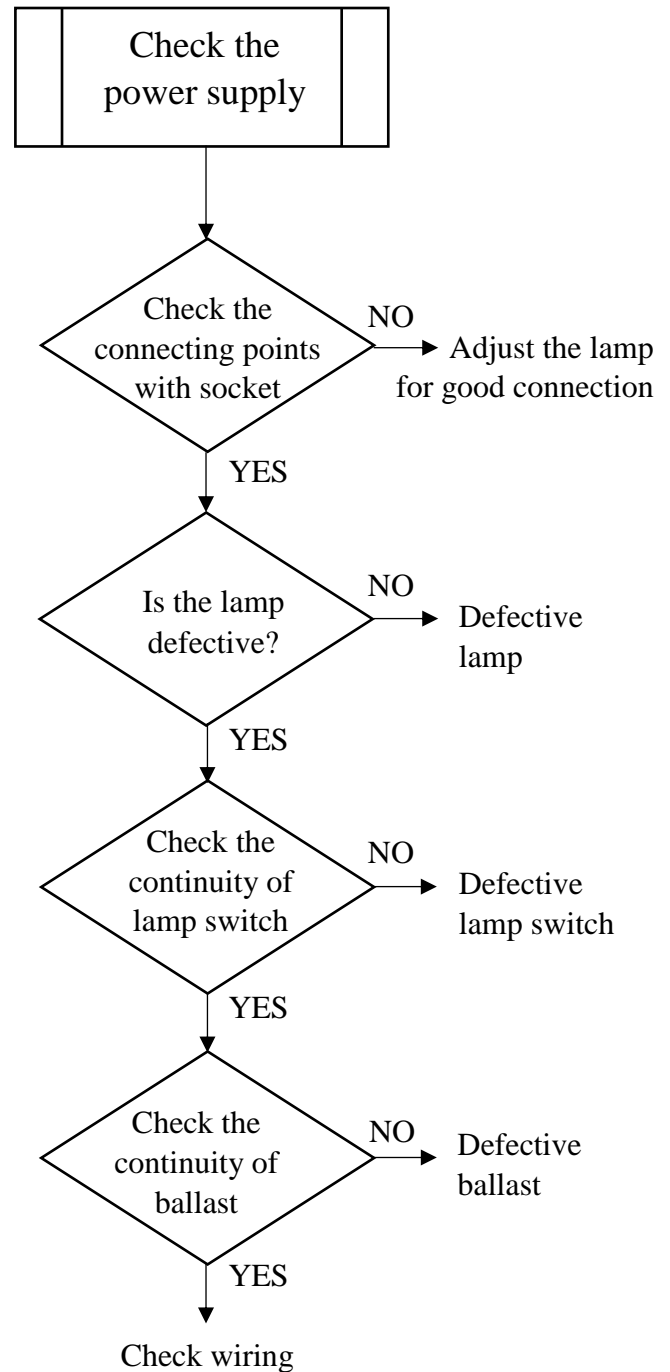 Check the
power supply
Check the
connecting points
with socket
NO
Adjust the lamp
for good connection
YES
Is the lamp
defective?
NO
Defective
lamp
YES
Check the
continuity of
lamp switch
NO
Defective
lamp switch
YES
Check the
continuity of
ballast
NO
Defective
ballast
YES
Check wiring